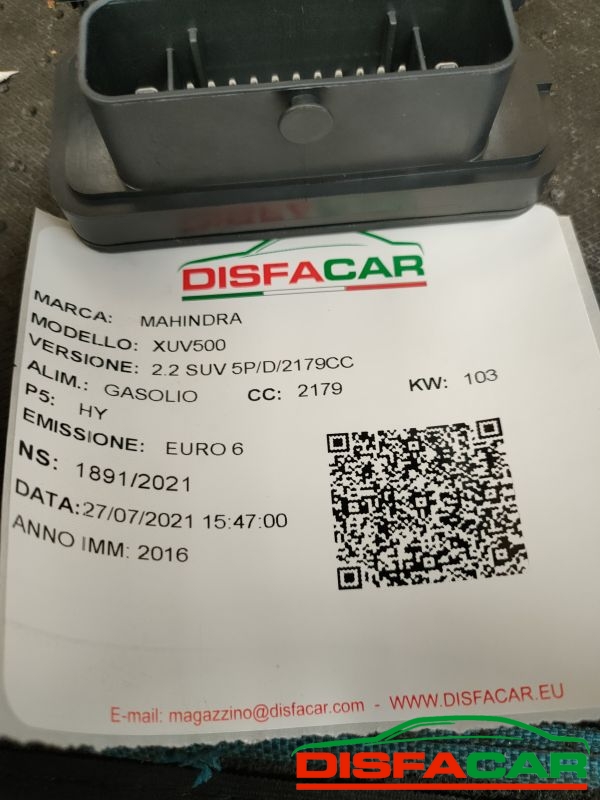 DISFACAR
MARCA: MAHINDRA
MODELLO: XUV500
VERSIONE: 2.2 SUV 5P/D/2179CC
ALIM.: GASOLIO CC: 2179 KW: 103
P5: HY
EMISSIONE: EURO 6
NS: 1891/2021
DATA:27/07/2021 15:47:00
ANNO IMM: 2016
E-mail: magazzino@disfacar.com - WWW.DISFACAR.EU
DISFACAR